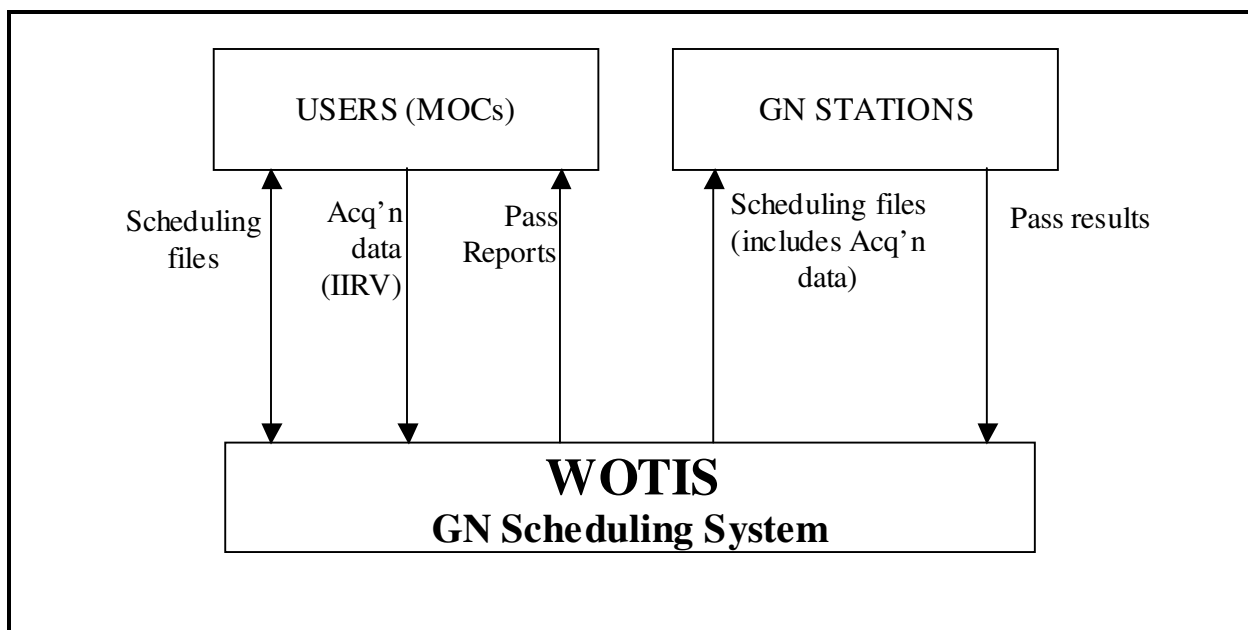 USERS (MOCs)
GN STATIONS
Scheduling
files
Acq’n
data
(IIRV)
Pass
Reports
Scheduling files
(includes Acq’n
data)
Pass results
WOTIS
GN Scheduling System